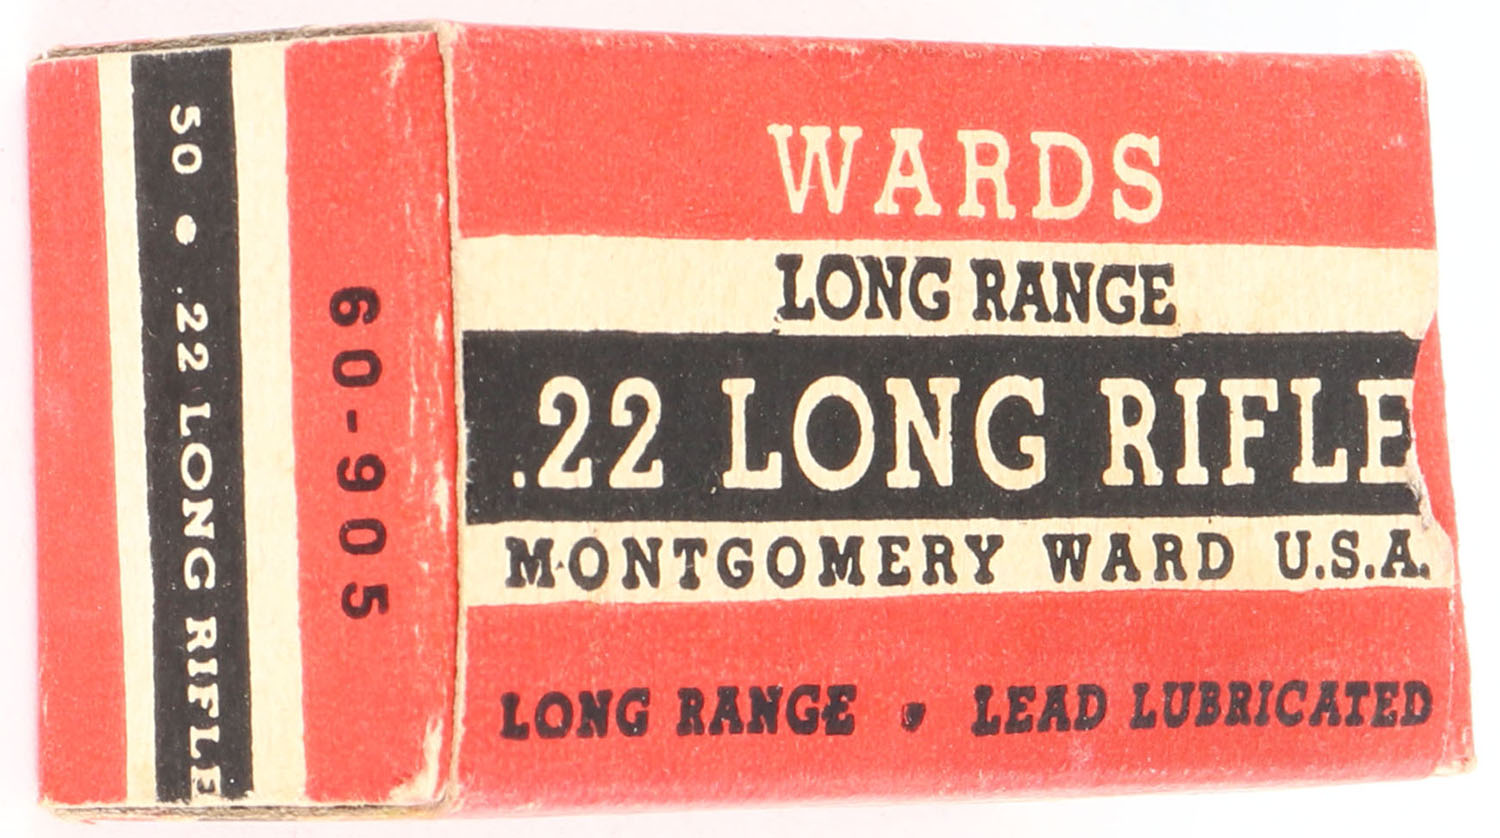 50 • .22 LONG RIFLE
60-905
WARDS
LONG RANGE
.22 LONG RIFLE
MONTGOMERY WARD U.S.A.
LONG RANGE • LEAD LUBRICATED